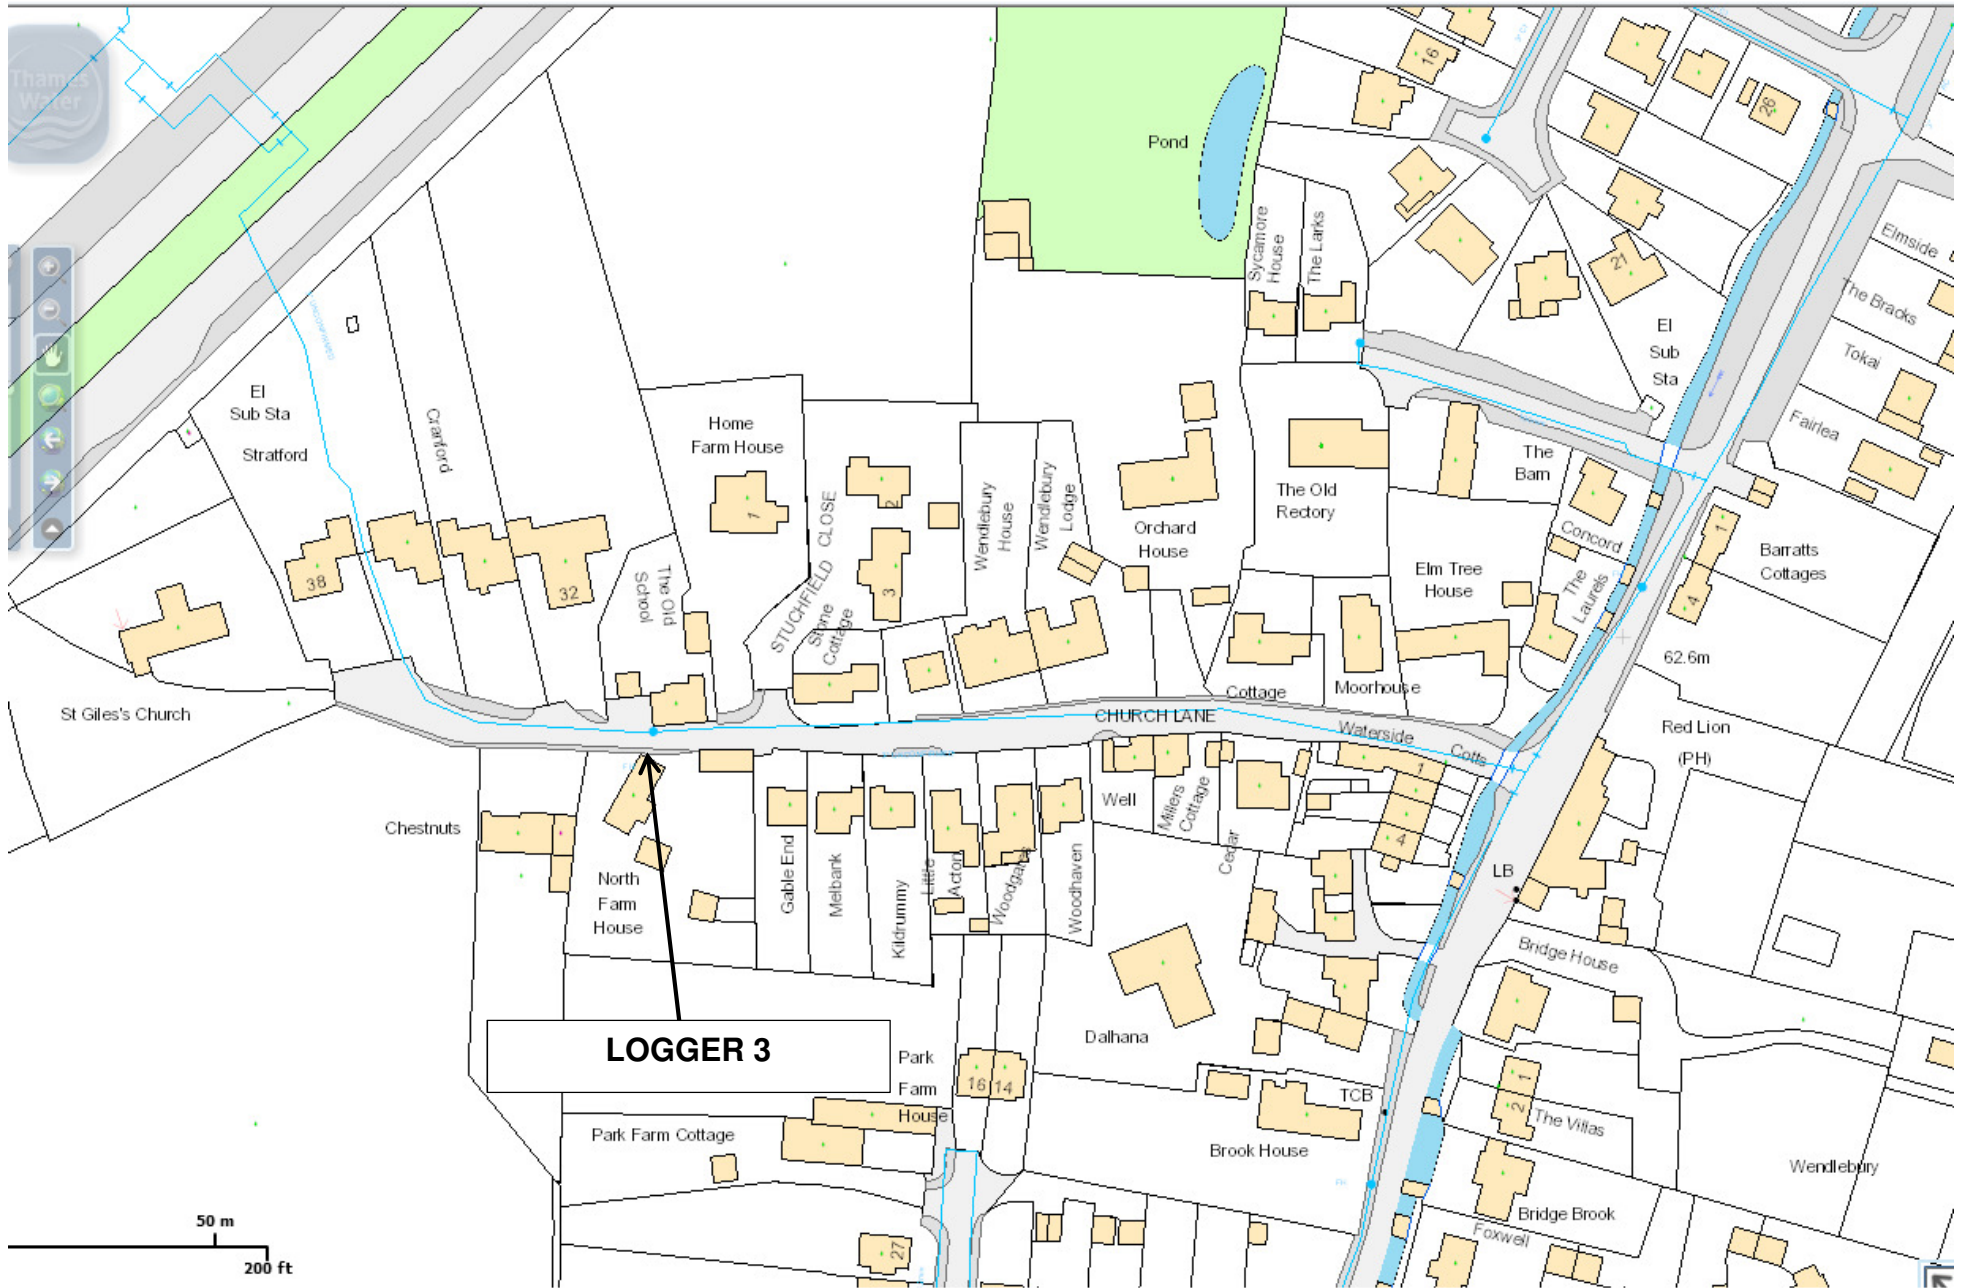 Thames
Water
16
26
Pond
Sycamore
House
The Larks
21
Elmside
The Bracks
El
Sub
Sta
Tokai
Fairlea
El
Sub Sta
Stratford
Cranford
Home
Farm House
1
STUCHFIELD CLOSE
2
3
Wendlebury
House
Wendlebury
Lodge
Orchard
House
The Old
Rectory
The
Barn
Concord
The
Laurels
Elm Tree
House
1
4
Barratts
Cottages
38
32
The Old
School
Stone
Cottage
62.6m
St Giles's Church
Cottage
Moorhouse
CHURCH LANE
Waterside
Cotts
Red Lion
(PH)
1
4
Chestnuts
North
Farm
House
Gable End
Melbank
Kildrummy
Little
Acton
Woodgates
Woodhaven
Well
Millers
Cottage
Cedar
LB
Bridge House
Dalhana
LOGGER 3
Park
Farm
House
16
14
TCB
1
2
The Villas
Park Farm Cottage
Brook House
Wendlebury
Bridge Brook
Foxwell
27
50 m
200 ft